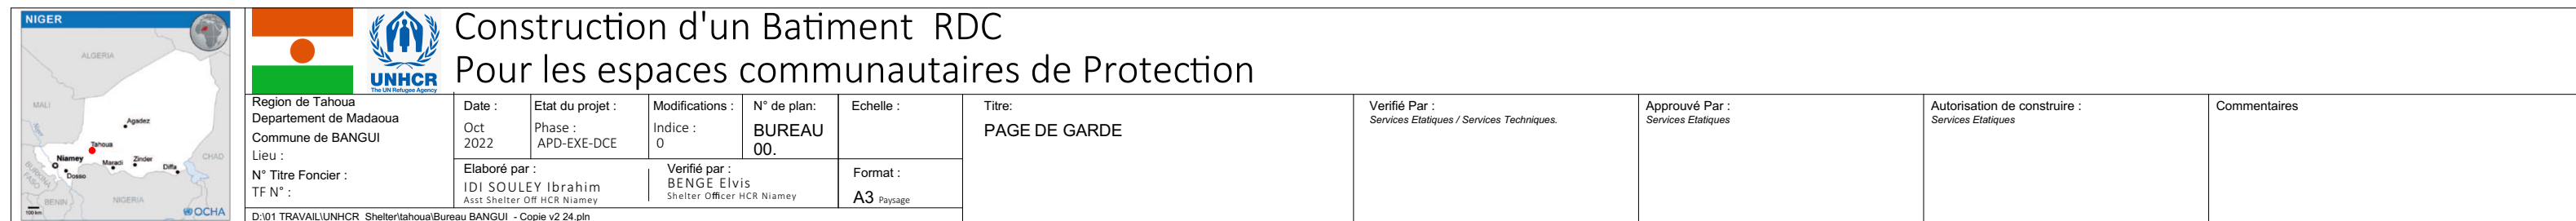 NIGER
ALGERIA
MALI
Agadez
Tahoua
Niamey
Maradi
Zinder
Diffa
CHAD
Dosso
BURKINA
FASO
BENIN
NIGERIA
100 km
OCHA
UNHCR
The UN Refugee Agency
Construction d'un Batiment RDC
Pour les espaces communautaires de Protection
Region de Tahoua
Departement de Madaoua
Commune de BANGUI
Lieu :
N° Titre Foncier :
TF N° :
Date :
Oct
2022
Etat du projet :
Phase :
APD-EXE-DCE
Modifications :
Indice :
0
N° de plan:
BUREAU
00.
Echelle :
Elaboré par :
IDI SOULEY Ibrahim
Asst Shelter Off HCR Niamey
Verifié par :
BENGE Elvis
Shelter Officer HCR Niamey
Format :
A3 Paysage
Titre:
PAGE DE GARDE
Verifié Par :
Services Etatiques / Services Techniques.
Approuvé Par :
Services Etatiques
Autorisation de construire :
Services Etatiques
Commentaires
D:\01 TRAVAIL\UNHCR_Shelter\tahoua\Bureau BANGUI - Copie v2 24.pln